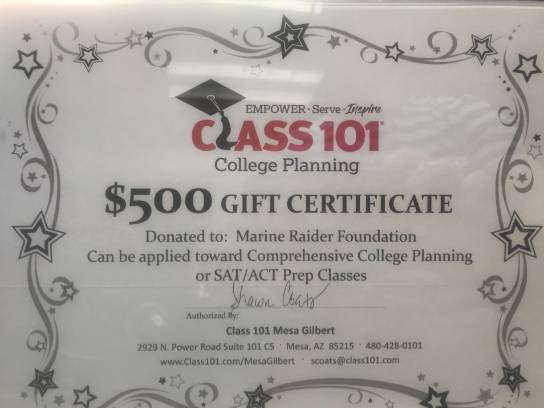 EMPOWER · Serve · Inspire
CLASS 101®
College Planning
$500 GIFT CERTIFICATE
Donated to: Marine Raider Foundation
Can be applied toward Comprehensive College Planning
or SAT/ACT Prep Classes
Shawn Coats
Authorized By:
Class 101 Mesa Gilbert
2929 N. Power Road Suite 101 C5 · Mesa, AZ 85215 · 480-428-0101
www.Class101.com/MesaGilbert · scoats@class101.com